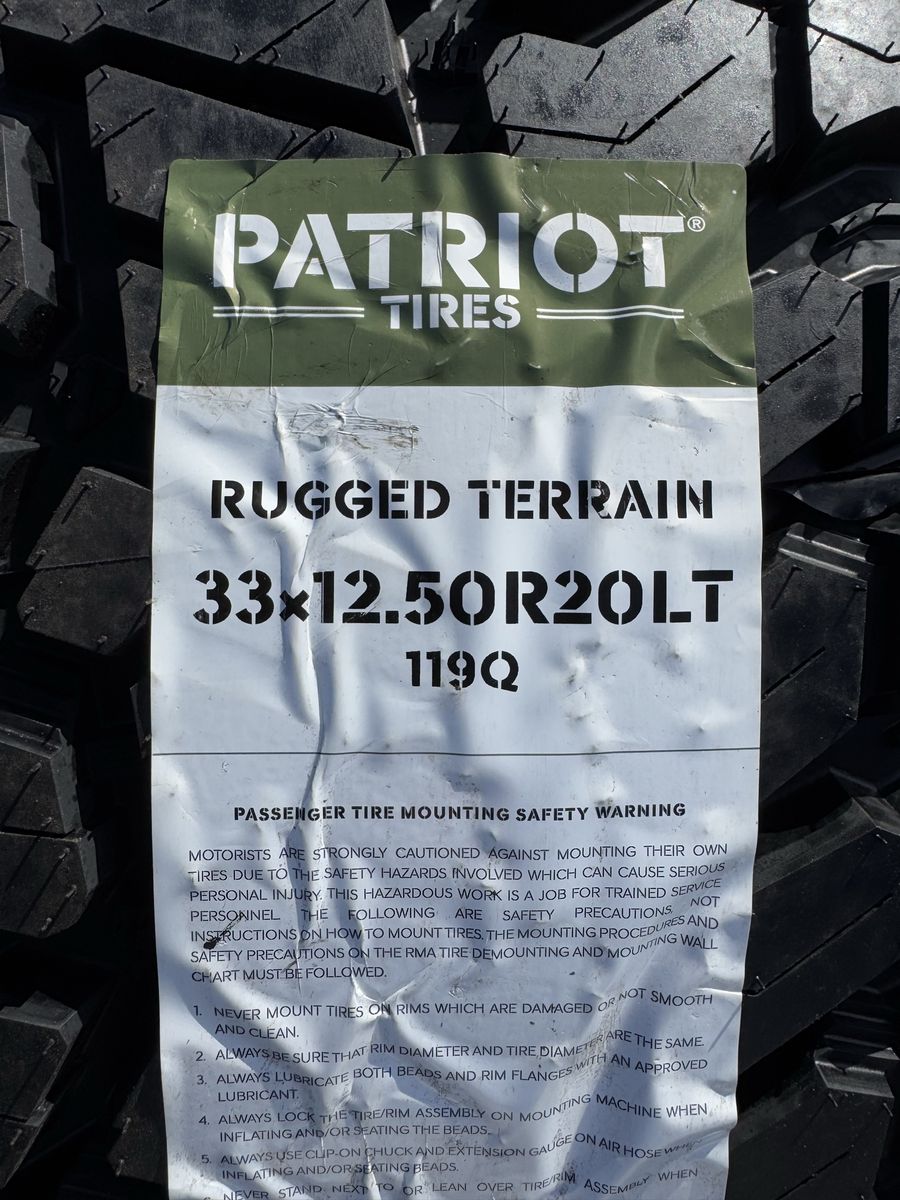 PATRIOT®
TIRES
RUGGED TERRAIN
33x12.50R20LT
119Q
PASSENGER TIRE MOUNTING SAFETY WARNING
MOTORISTS ARE STRONGLY CAUTIONED AGAINST MOUNTING THEIR OWN
TIRES DUE TO THE SAFETY HAZARDS INVOLVED WHICH CAN CAUSE SERIOUS
PERSONAL INJURY. THIS HAZARDOUS WORK IS A JOB FOR TRAINED SERVICE
PERSONNEL THE FOLLOWING ARE SAFETY PRECAUTIONS, NOT
INSTRUCTIONS ON HOW TO MOUNT TIRES, THE MOUNTING PROCEDURES AND
SAFETY PRECAUTIONS ON THE RMA TIRE DEMOUNTING AND MOUNTING WALL
CHART MUST BE FOLLOWED.
1. NEVER MOUNT TIRES ON RIMS WHICH ARE DAMAGED OR NOT SMOOTH
AND CLEAN.
2. ALWAYS BE SURE THAT RIM DIAMETER AND TIRE DIAMETER ARE THE SAME.
3. ALWAYS LUBRICATE BOTH BEADS AND RIM FLANGES WITH AN APPROVED
LUBRICANT.
4. ALWAYS LOCK THE TIRE/RIM ASSEMBLY ON MOUNTING MACHINE WHEN
INFLATING AND/OR SEATING THE BEADS.
5. ALWAYS USE CLIP-ON CHUCK AND EXTENSION GAUGE ON AIR HOSE WHEN
INFLATING AND/OR SEATING BEADS.
NEVER STAND NEXT TO OR LEAN OVER TIRE/RIM ASSEMBLY WHEN